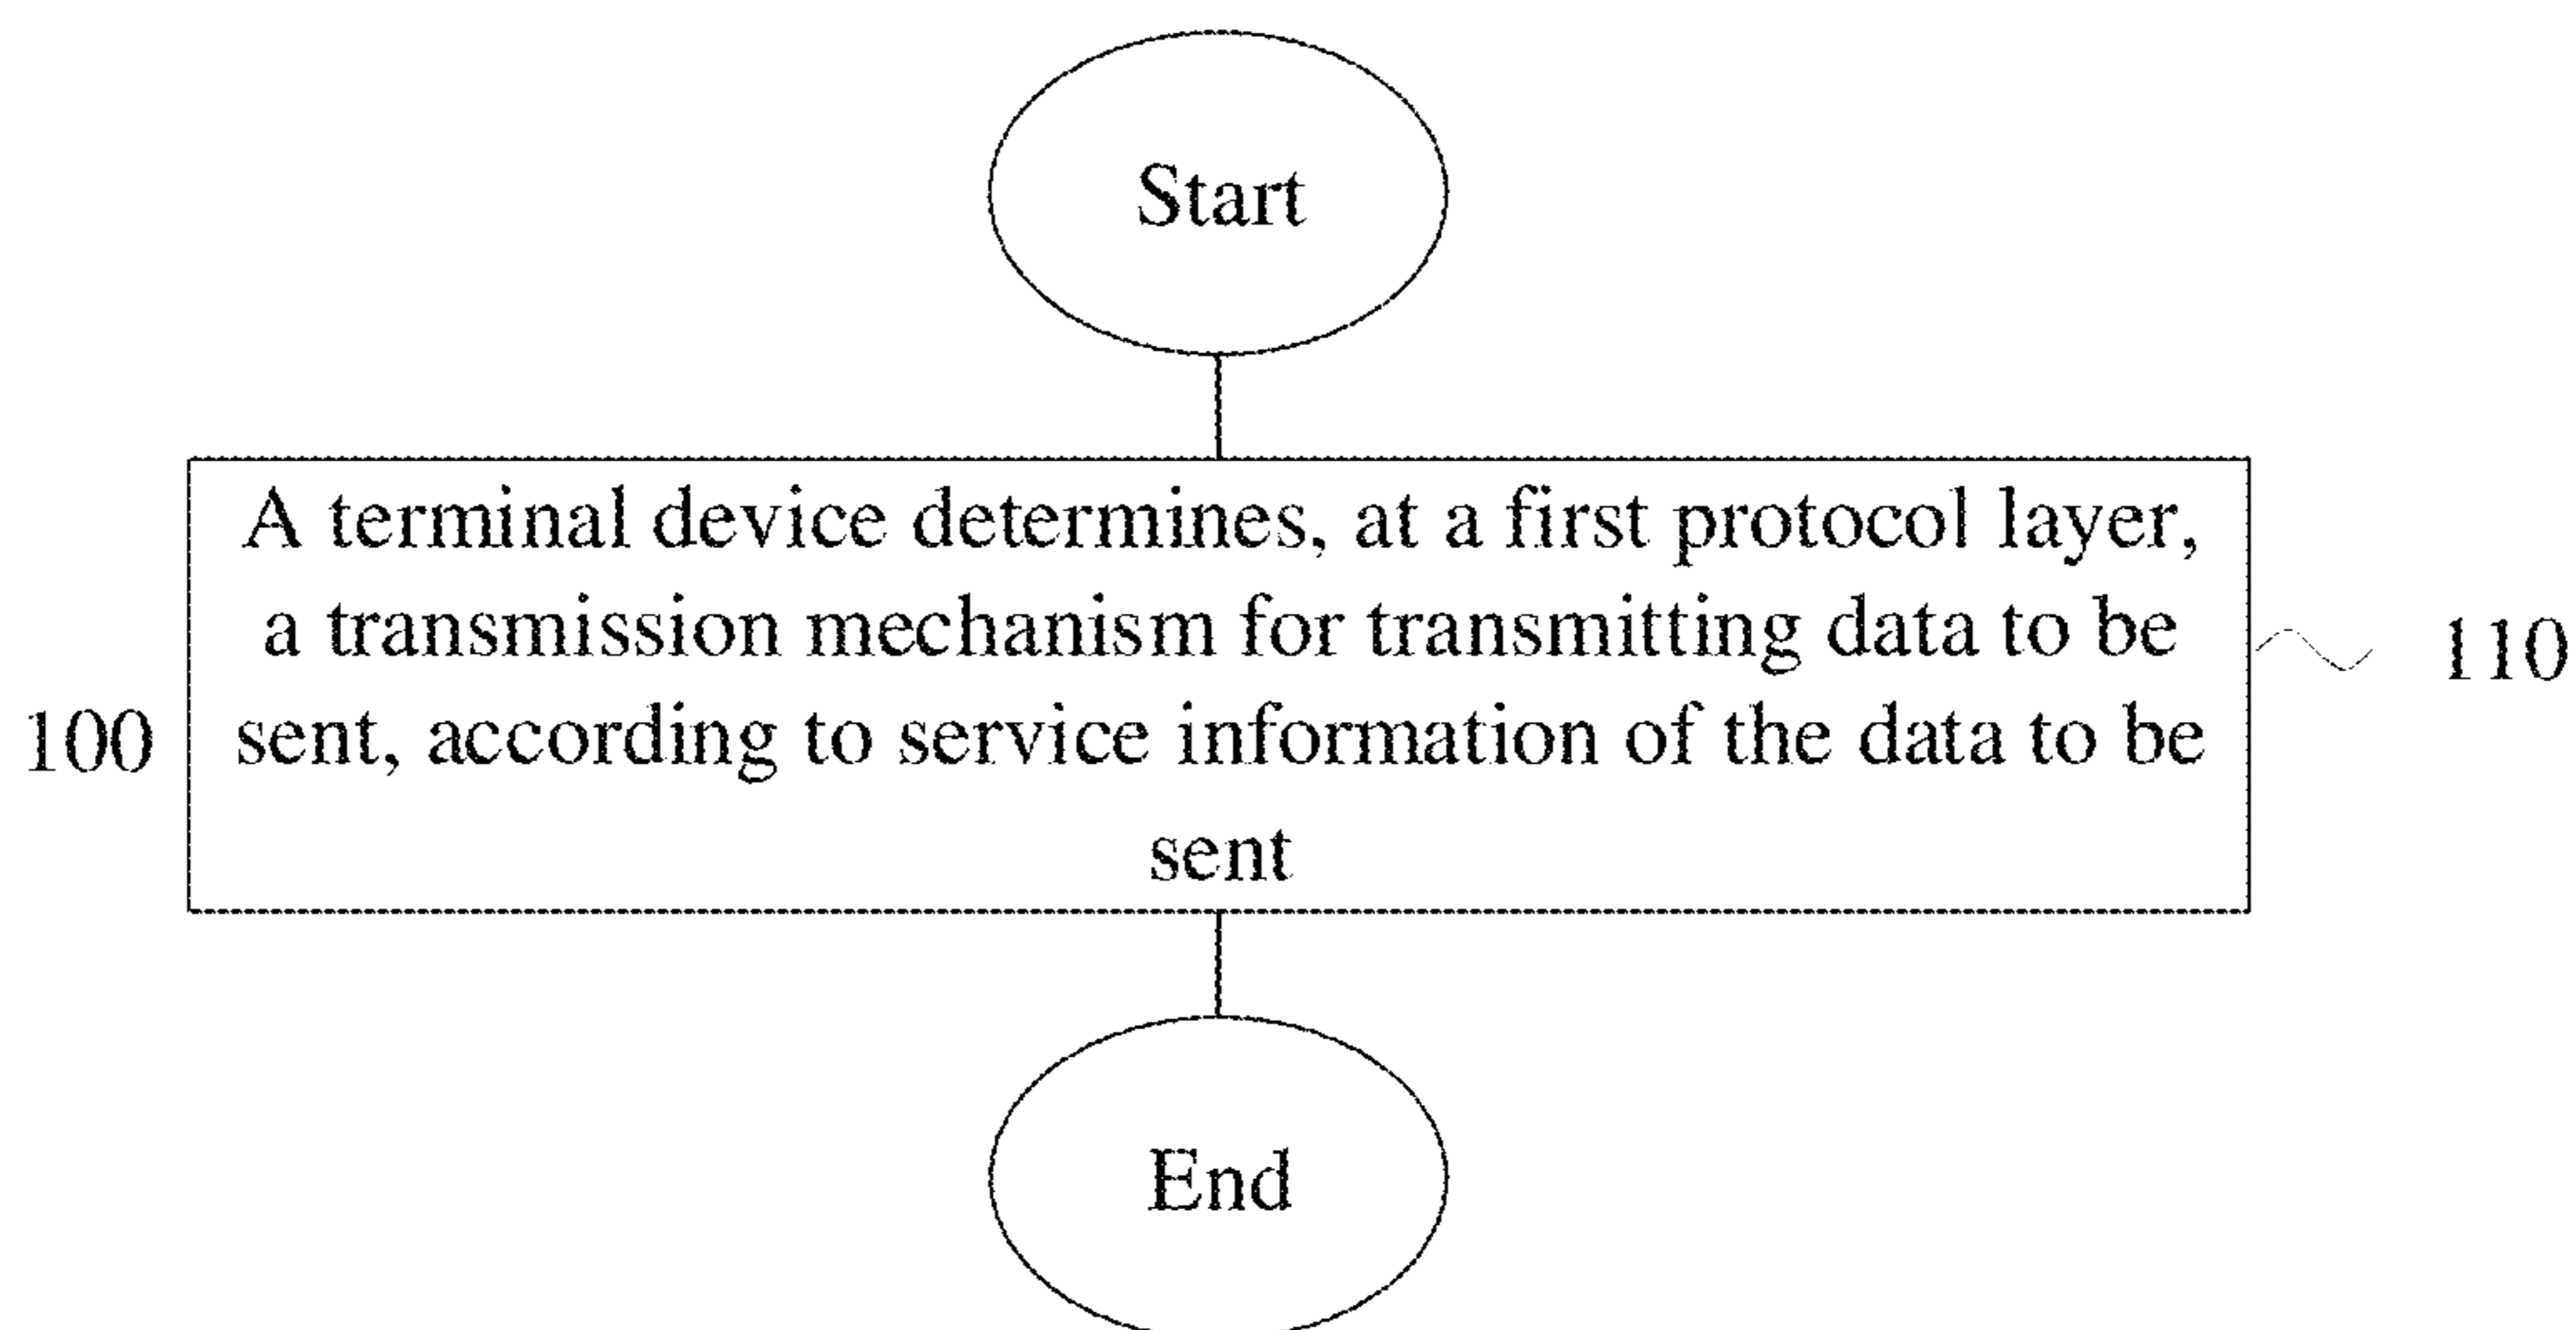 Start
A terminal device determines, at a first protocol layer,
a transmission mechanism for transmitting data to be
sent, according to service information of the data to be
sent
110
100
End